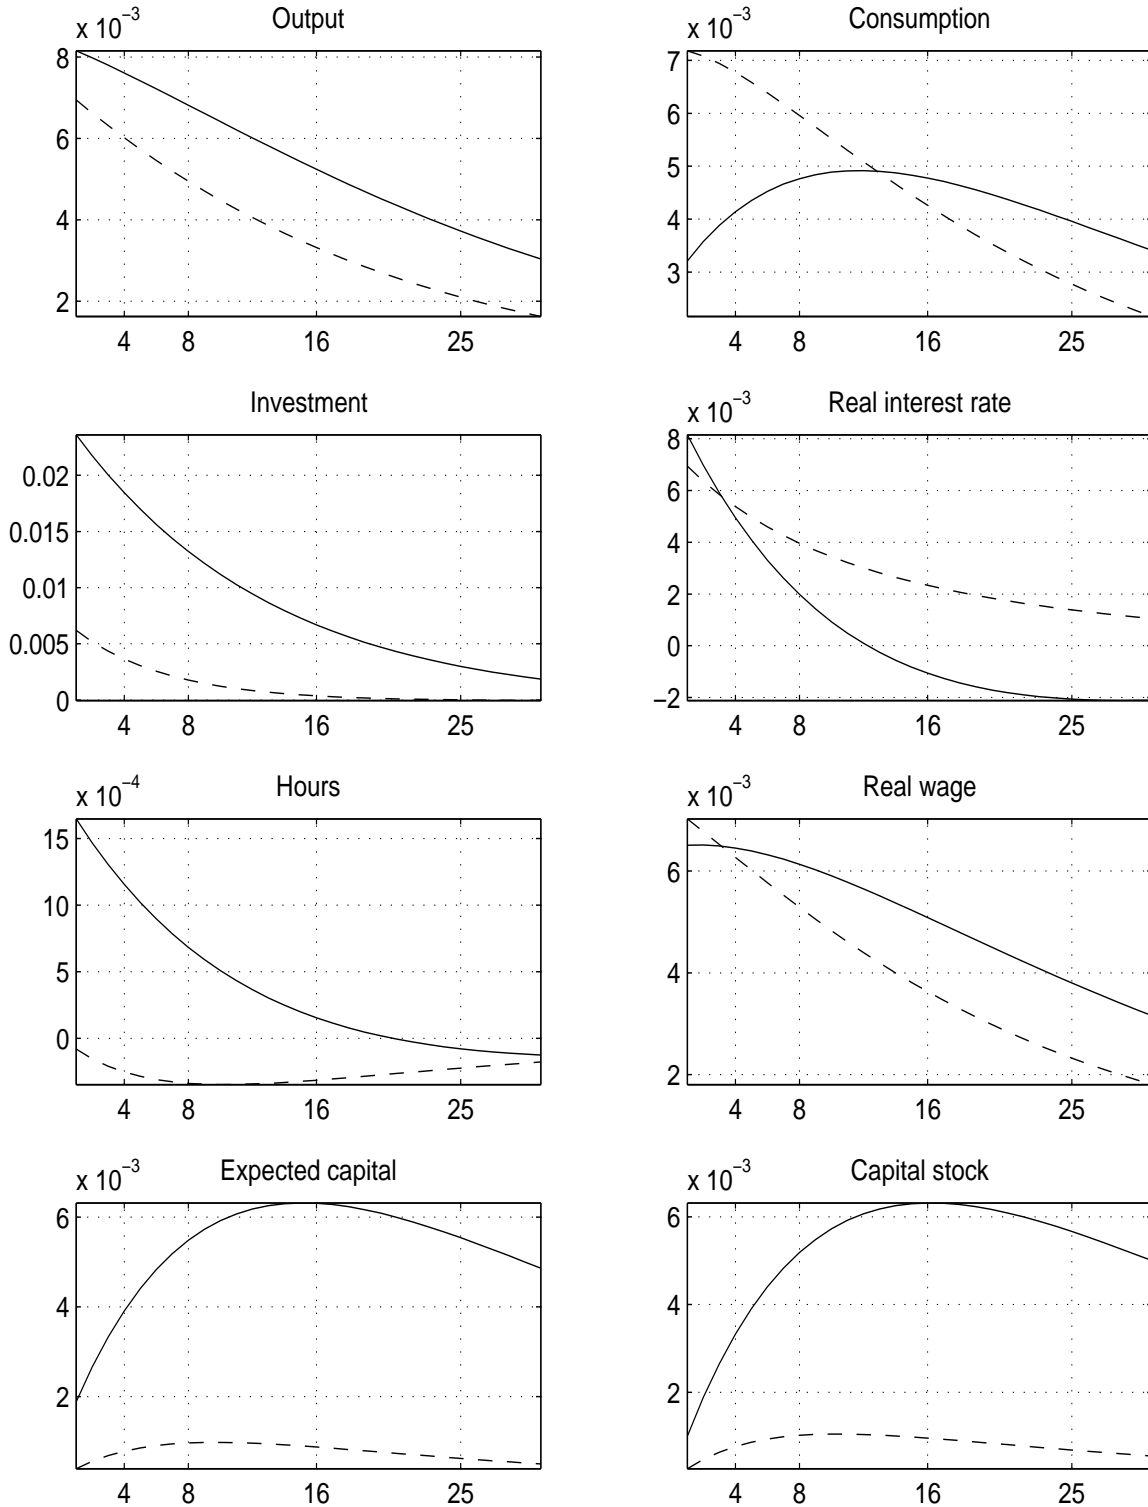 Output
x 10−3
8
6
4
2
4 8 16 25
Consumption
x 10−3
7
6
5
4
3
4 8 16 25
Investment
0.02
0.015
0.01
0.005
0
4 8 16 25
Real interest rate
x 10−3
8
6
4
2
0
−2
4 8 16 25
Hours
x 10−4
15
10
5
0
4 8 16 25
Real wage
x 10−3
6
4
2
4 8 16 25
Expected capital
x 10−3
6
4
2
4 8 16 25
Capital stock
x 10−3
6
4
2
4 8 16 25